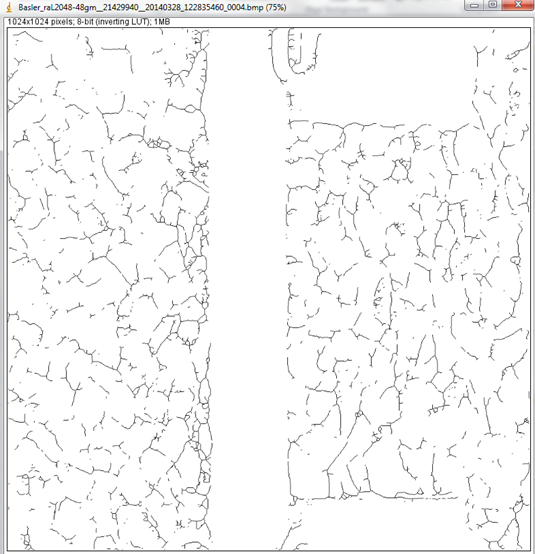 Basler_raL2048-48gm__21429940__20140328_122835460_0004.bmp (75%)
1024x1024 pixels; 8-bit (inverting LUT); 1MB